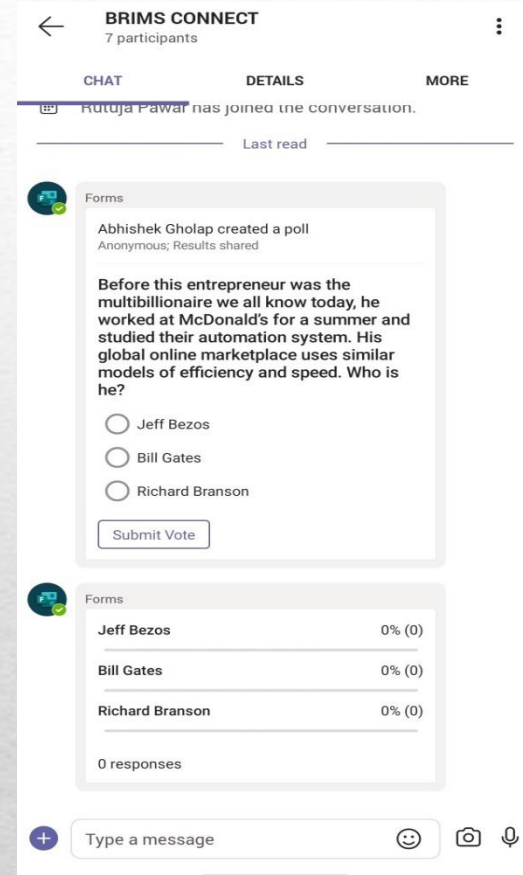 BRIMS CONNECT
7 participants
CHAT DETAILS MORE
Rutuja Pawar has joined the conversation.
Last read
Forms
Abhishek Gholap created a poll
Anonymous; Results shared
Before this entrepreneur was the
multibillionaire we all know today, he
worked at McDonald's for a summer and
studied their automation system. His
global online marketplace uses similar
models of efficiency and speed. Who is
he?
Jeff Bezos
Bill Gates
Richard Branson
Submit Vote
Forms
Jeff Bezos 0% (0)
Bill Gates 0% (0)
Richard Branson 0% (0)
0 responses
Type a message